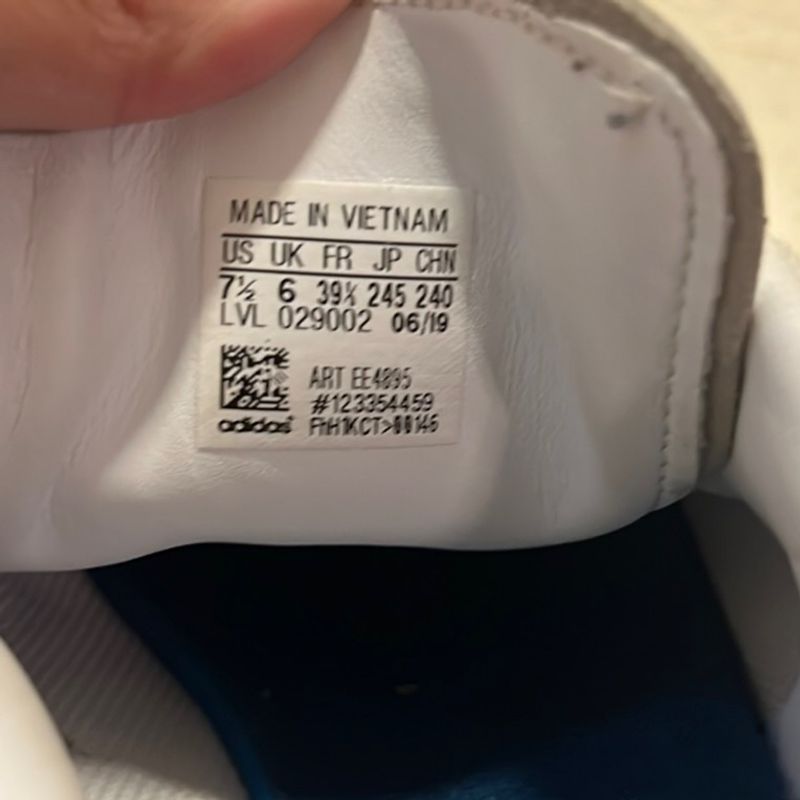 MADE IN VIETNAM
US UK FR JP CHN
7½ 6 39⅓ 245 240
LVL 029002 06/19
ART EE4895
#123354459
adidas